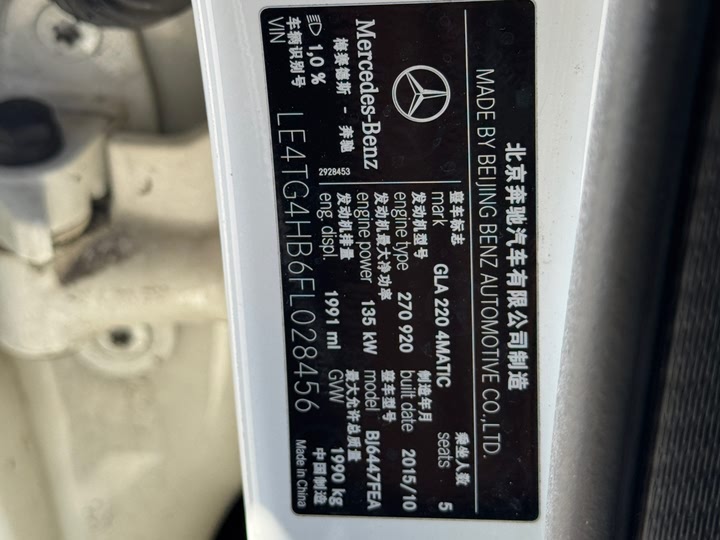 北京奔驰汽车有限公司制造
MADE BY BEIJING BENZ AUTOMOTIVE CO.,LTD.
整车标志 mark GLA 220 4MATIC
乘坐人数 seats 5
发动机型号 engine type 270 920
制造年月 built date 2015/10
Mercedes-Benz
梅赛德斯 - 奔驰
发动机最大净功率 engine power 135 kW
整车型号 model BJ6447FEA
1,0 %
2928453
发动机排量 eng. displ. 1991 ml
最大允许总质量 GVW 1990 kg
车辆识别号
VIN LE4TG4HB6FL028456
中国制造
Made in China